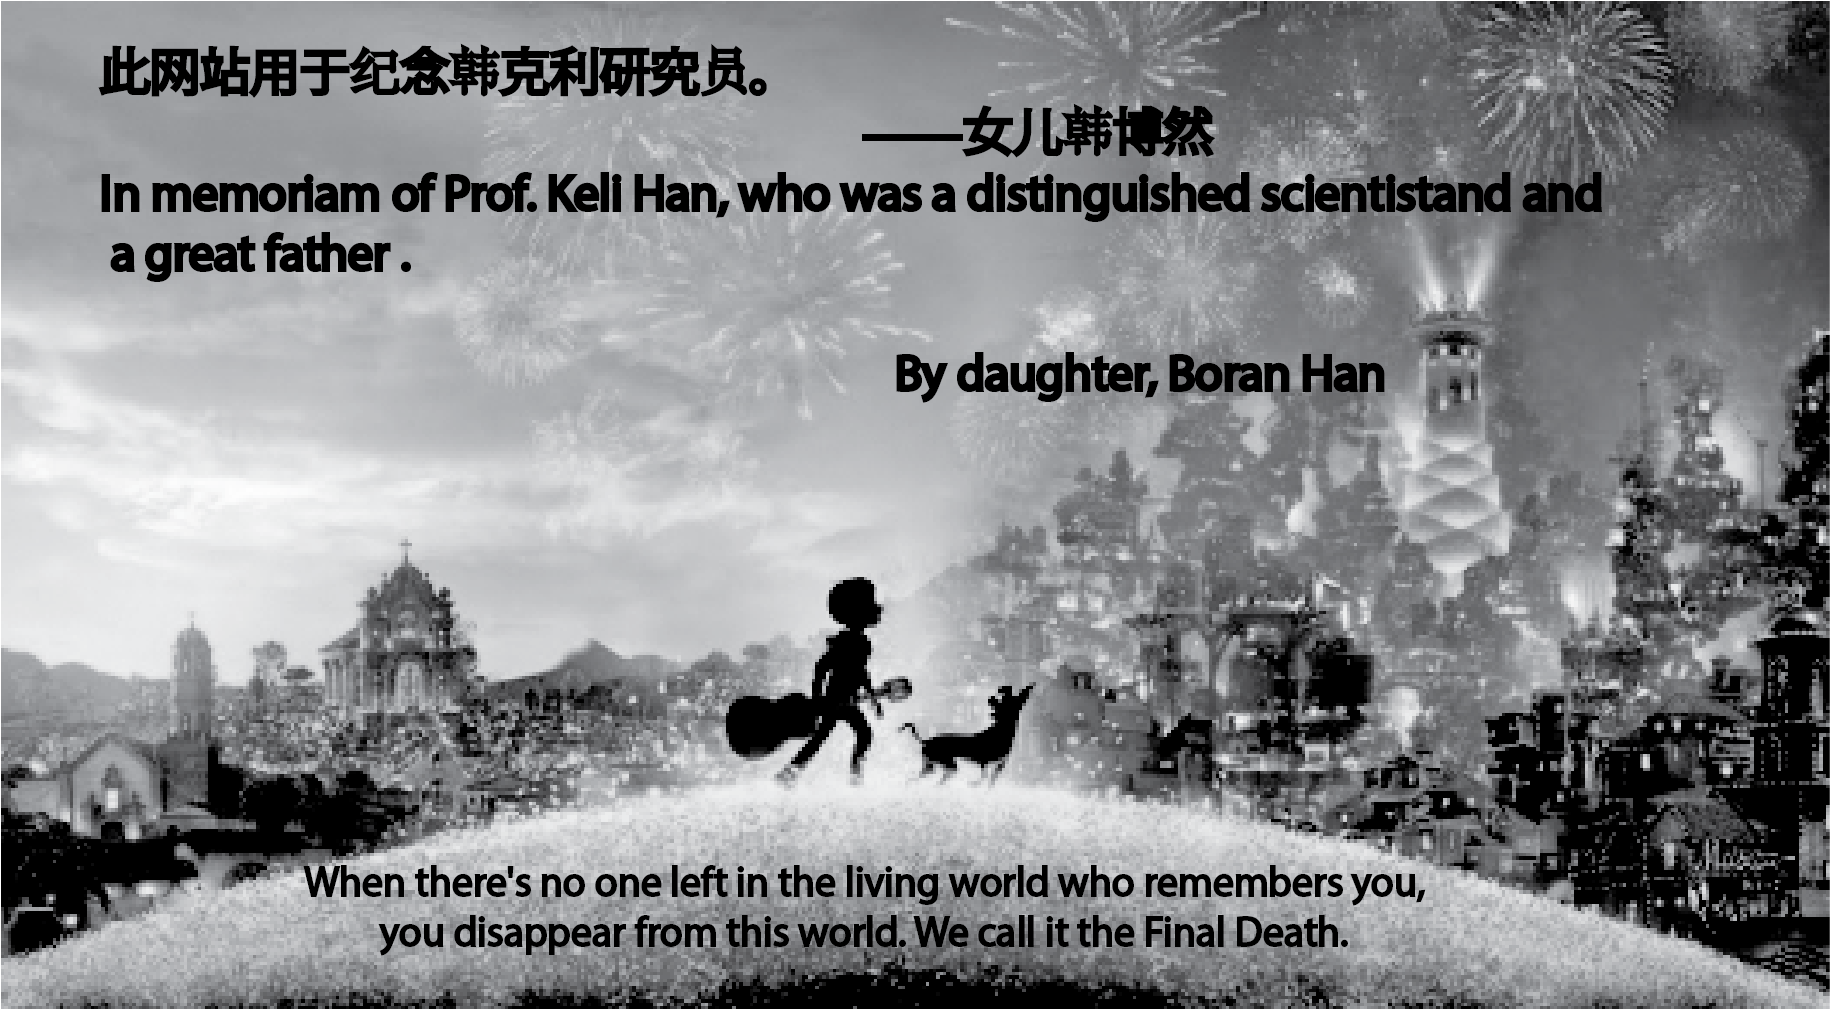 此网站用于纪念韩克利研究员。
——女儿韩博然
In memoriam of Prof. Keli Han, who was a distinguished scientistand and
a great father .
By daughter, Boran Han
When there's no one left in the living world who remembers you,
you disappear from this world. We call it the Final Death.